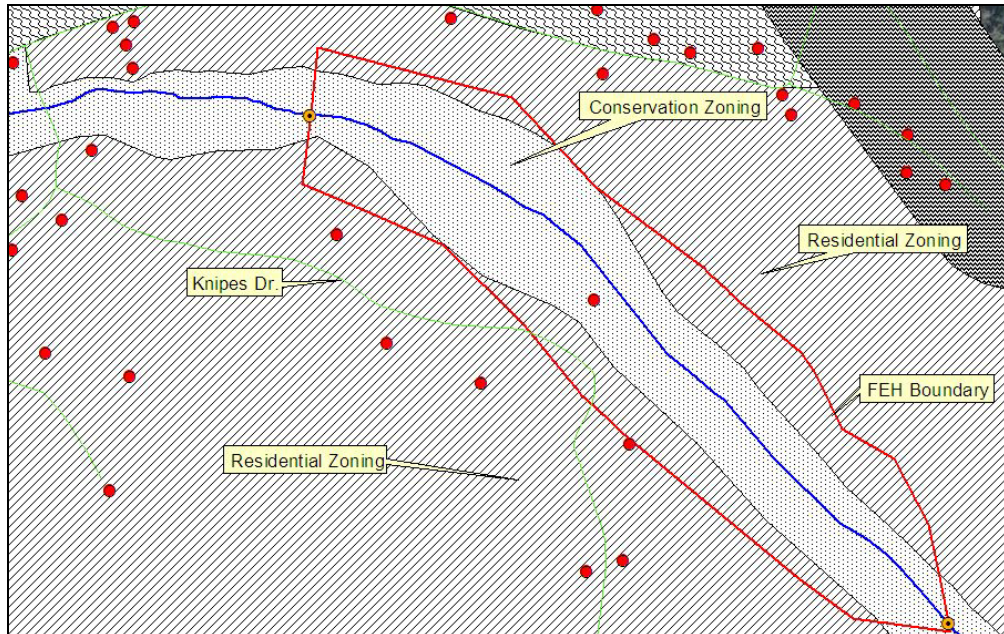 Conservation Zoning
Residential Zoning
Knipes Dr.
FEH Boundary
Residential Zoning